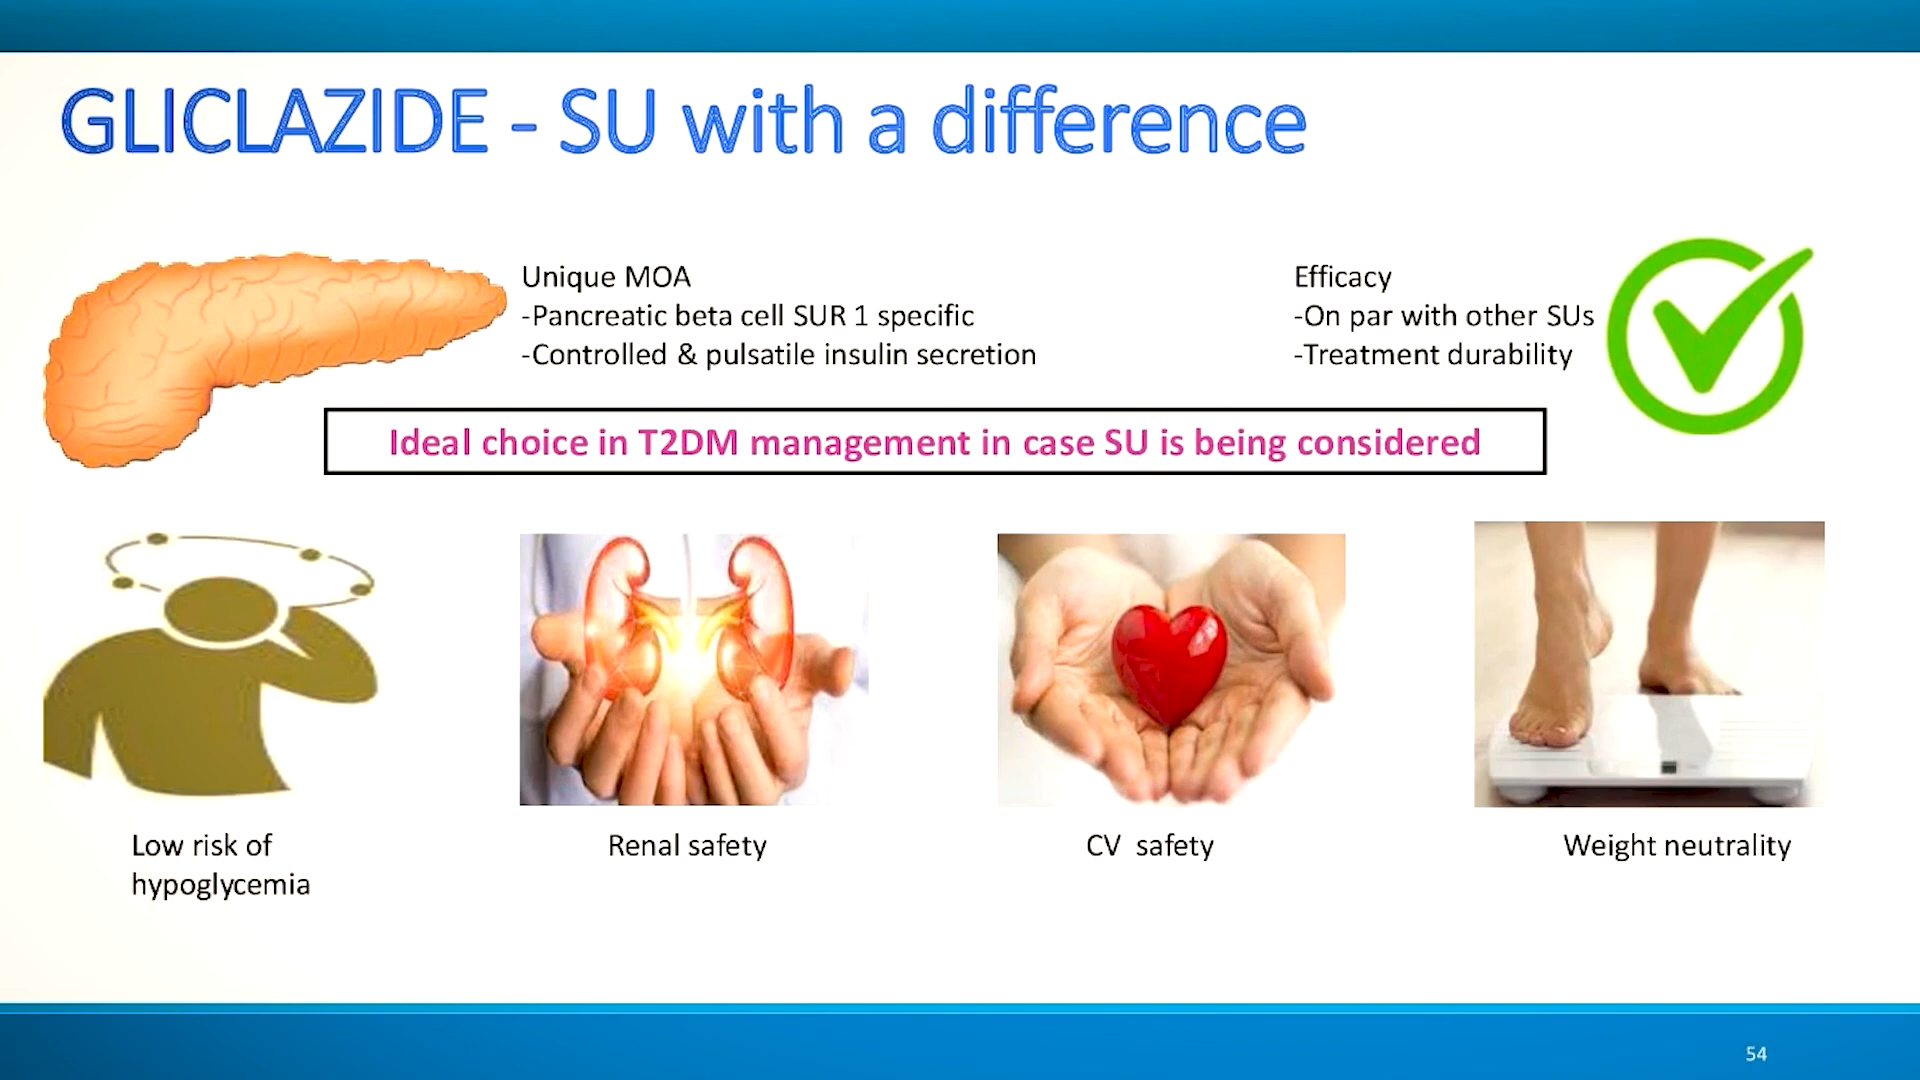 GLICLAZIDE - SU with a difference
Unique MOA
-Pancreatic beta cell SUR 1 specific
-Controlled & pulsatile insulin secretion
Efficacy
-On par with other SUs
-Treatment durability
Ideal choice in T2DM management in case SU is being considered
Low risk of
hypoglycemia
Renal safety
CV  safety
Weight neutrality
54